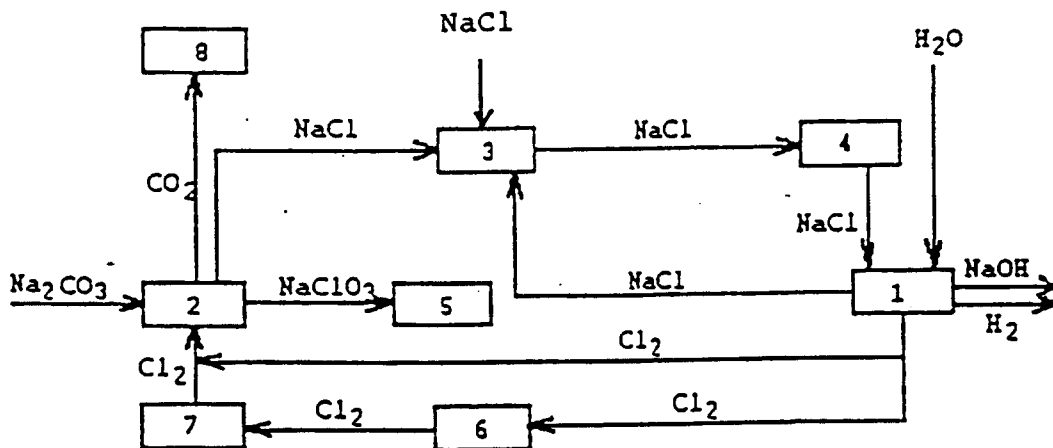 NaCl
H₂O
8
NaCl
3
NaCl
4
CO₂
NaCl
Na₂CO₃
2
NaClO₃
5
NaCl
1
NaOH
H₂
Cl₂
Cl₂
7
Cl₂
6
Cl₂